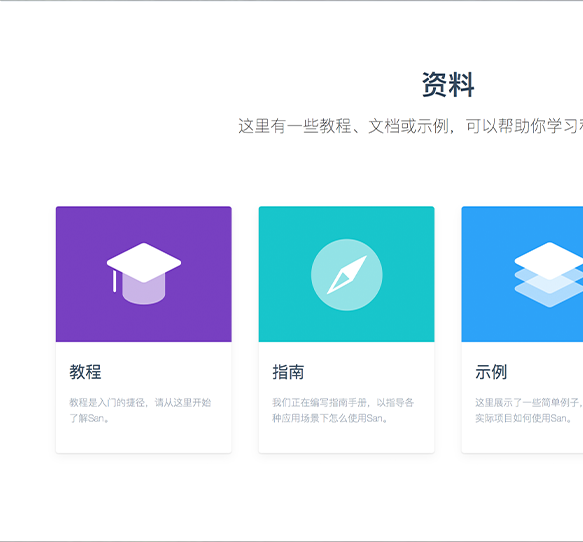 资料
这里有一些教程、文档或示例，可以帮助你学习
教程
教程是入门的捷径，请从这里开始
了解San。
指南
我们正在编写指南手册，以指导各
种应用场景下怎么使用San。
示例
这里展示了一些简单例子，
实际项目如何使用San。